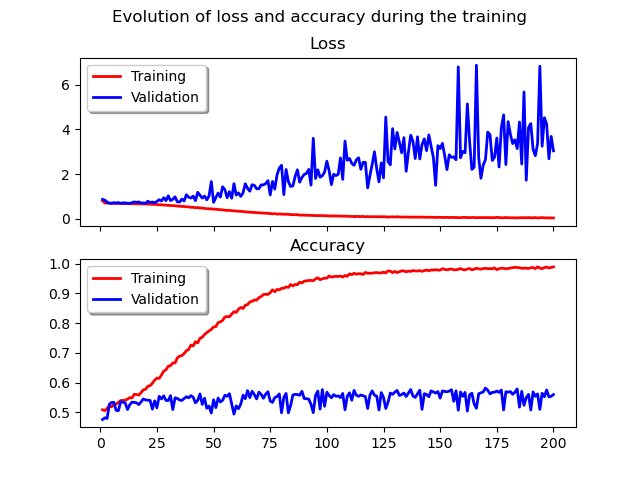 Evolution of loss and accuracy during the training
Loss
Training
Validation
6
4
2
0
Accuracy
Training
Validation
1.0
0.9
0.8
0.7
0.6
0.5
0 25 50 75 100 125 150 175 200